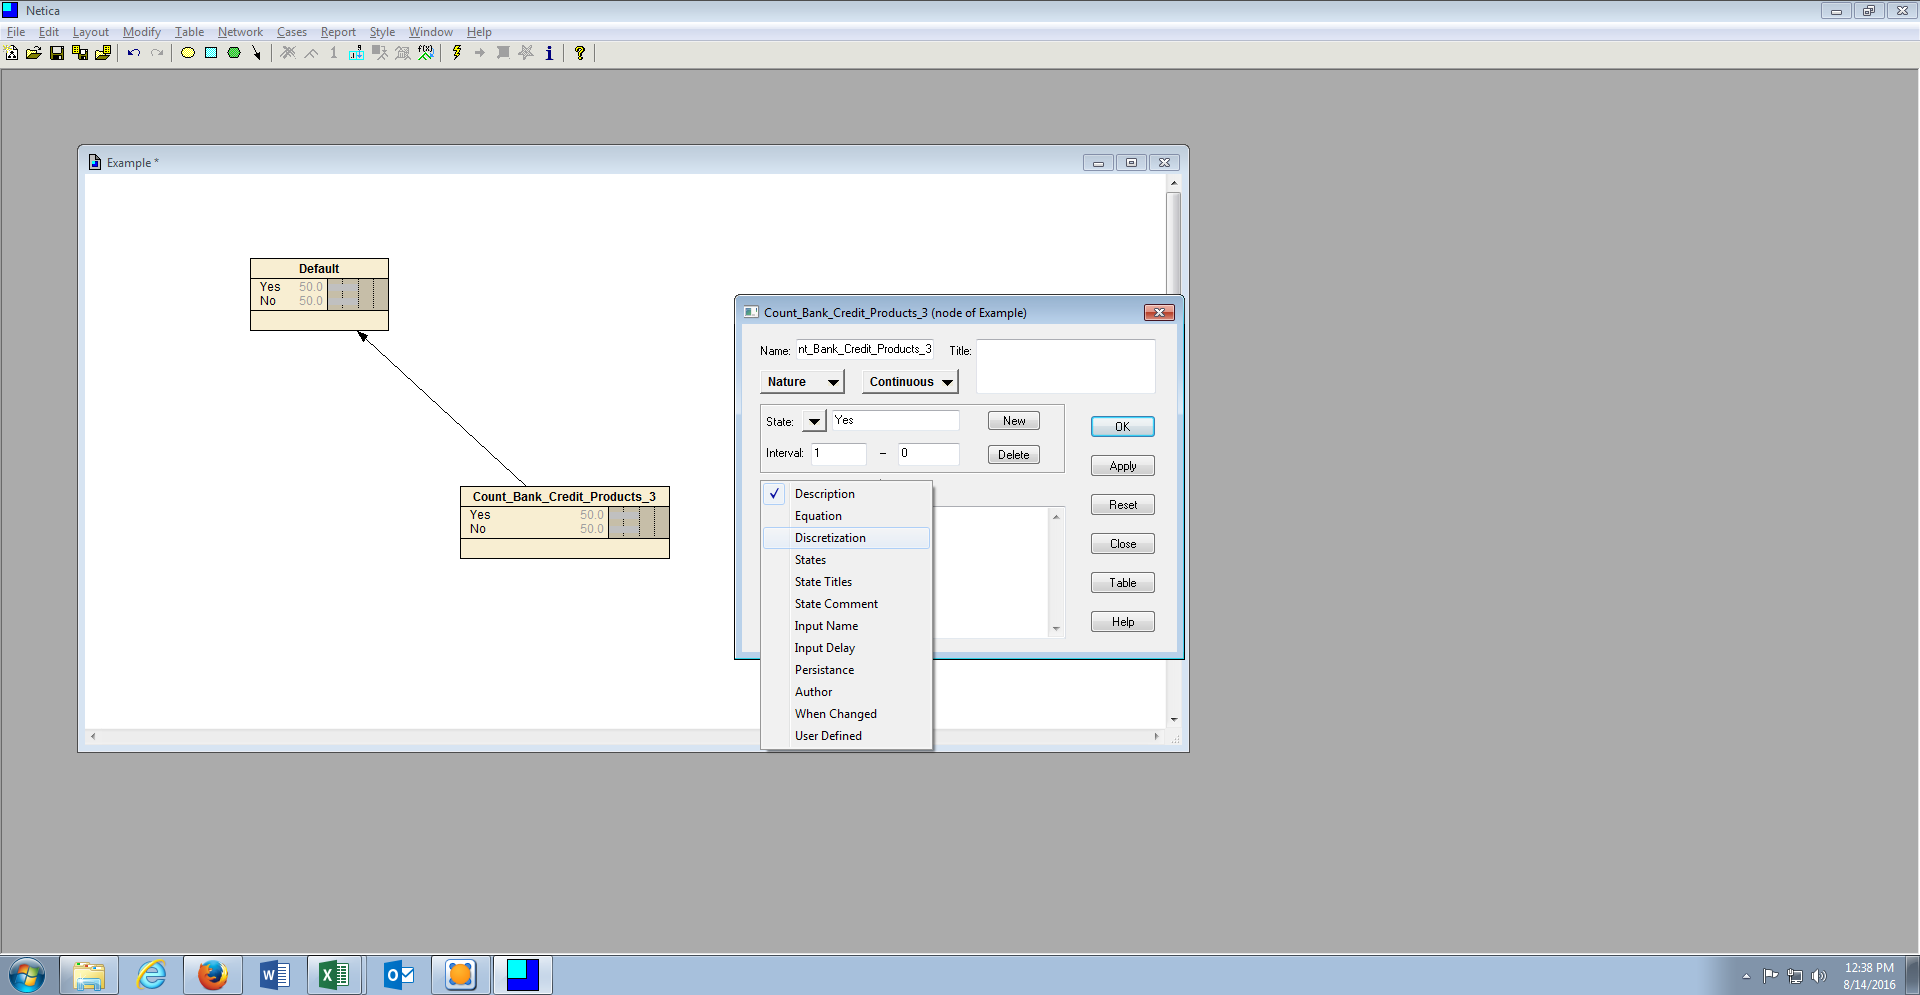 Netica
File Edit Layout Modify Table Network Cases Report Style Window Help
1 f(x) i ?
Example *
Default
Yes 50.0
No 50.0
Count_Bank_Credit_Products_3
Yes 50.0
No 50.0
Count_Bank_Credit_Products_3 (node of Example)
Name: nt_Bank_Credit_Products_3 Title:
Nature Continuous
State: Yes New
Interval: 1 – 0 Delete
OK
Apply
Reset
Close
Table
Help
Description
Equation
Discretization
States
State Titles
State Comment
Input Name
Input Delay
Persistance
Author
When Changed
User Defined
12:38 PM
8/14/2016